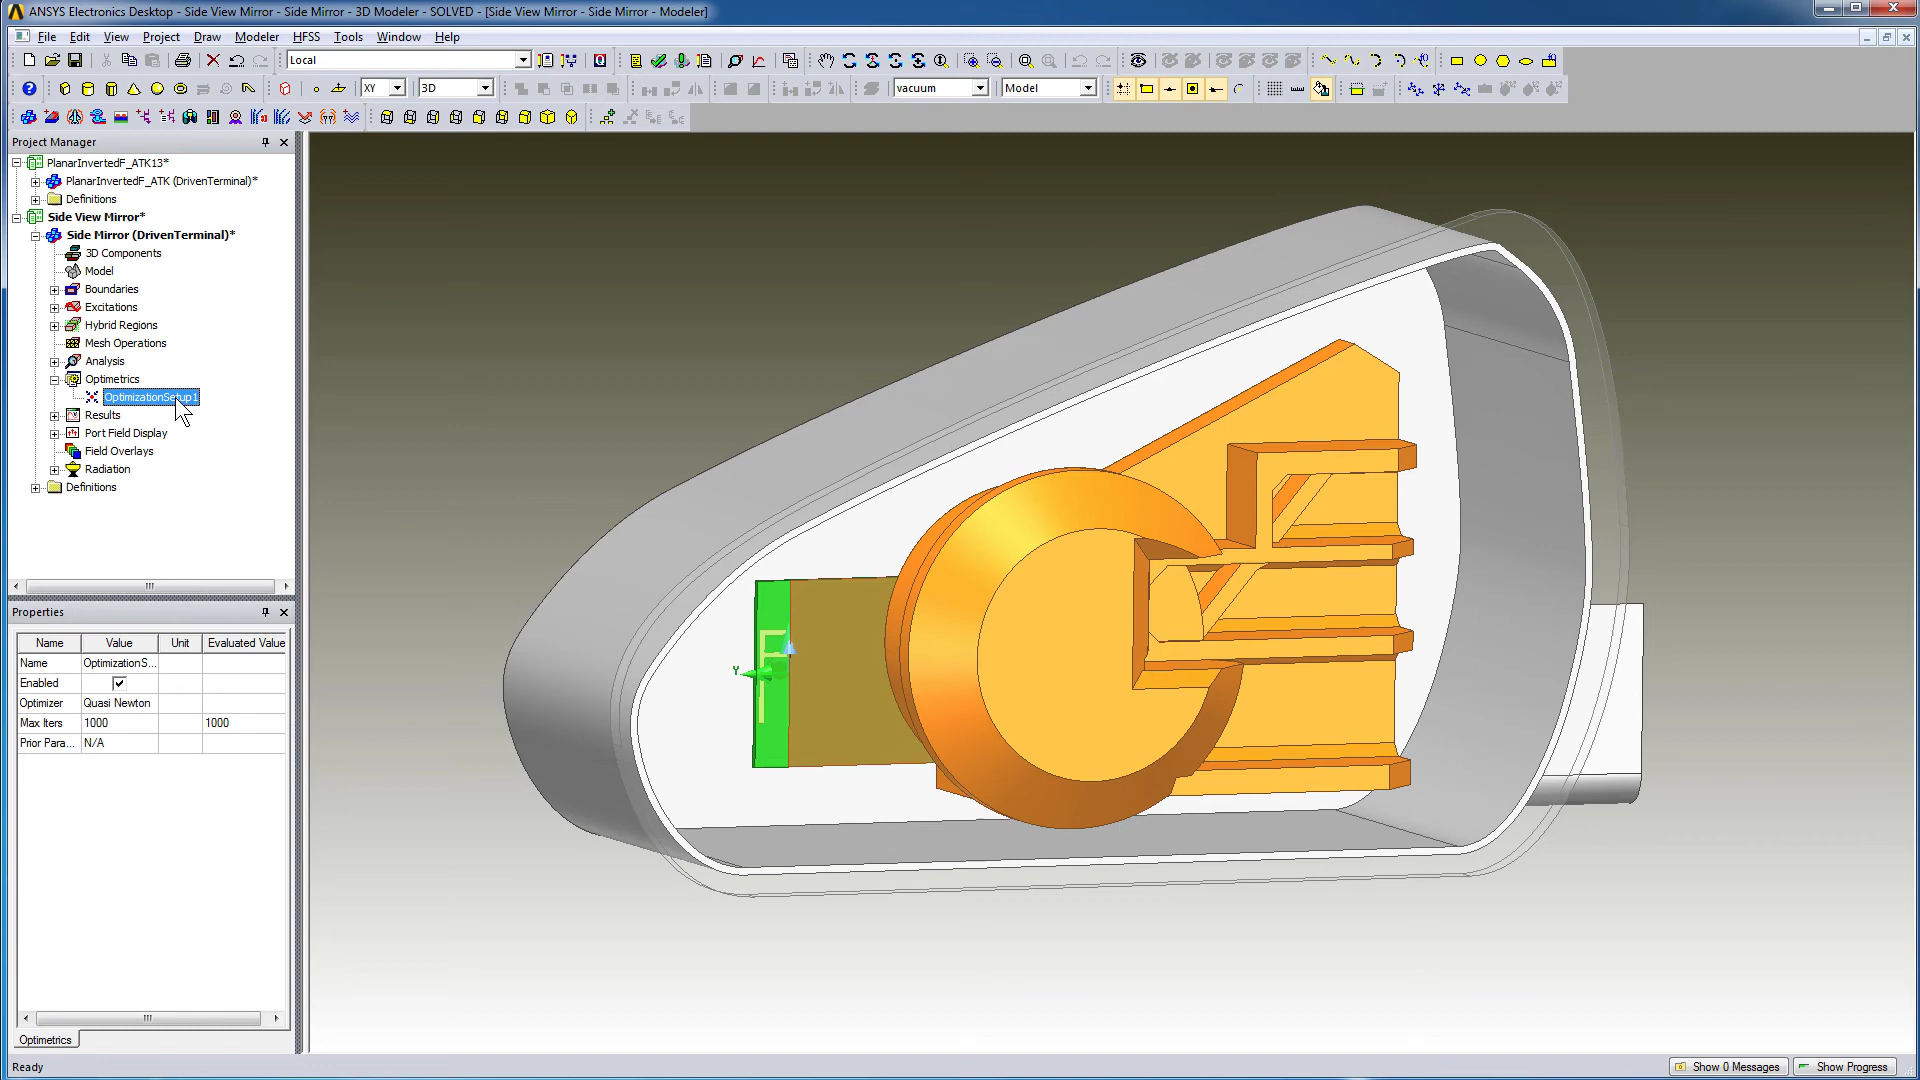 ANSYS Electronics Desktop - Side View Mirror - Side Mirror - 3D Modeler - SOLVED - [Side View Mirror - Side Mirror - Modeler]
File Edit View Project Draw Modeler HFSS Tools Window Help
Local
XY 3D vacuum Model
Project Manager
PlanarInvertedF_ATK13*
PlanarInvertedF_ATK (DrivenTerminal)*
Definitions
Side View Mirror*
Side Mirror (DrivenTerminal)*
3D Components
Model
Boundaries
Excitations
Hybrid Regions
Mesh Operations
Analysis
Optimetrics
OptimizationSetup1
Results
Port Field Display
Field Overlays
Radiation
Definitions
Properties
Name Value Unit Evaluated Value
Name OptimizationS...
Enabled
Optimizer Quasi Newton
Max Iters 1000 1000
Prior Para... N/A
Optimetrics
Y
Ready
Show 0 Messages Show Progress